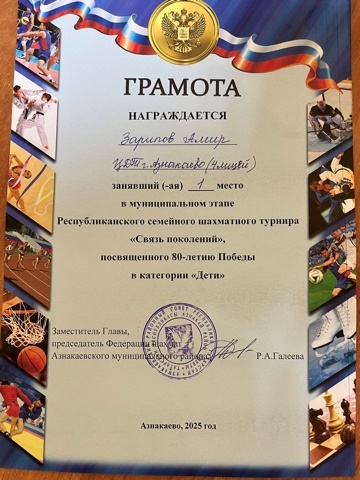 ГРАМОТА
НАГРАЖДАЕТСЯ
Зарипов Амир
ЦДТ г. Азнакаево (4 лицей)
занявший (-ая) 1 место
в муниципальном этапе
Республиканского семейного шахматного турнира
«Связь поколений»,
посвященного 80-летию Победы
в категории «Дети»
Заместитель Главы,
председатель Федерации шахмат
Азнакаевского муниципального района
Р.А.Галеева
Азнакаево, 2025 год